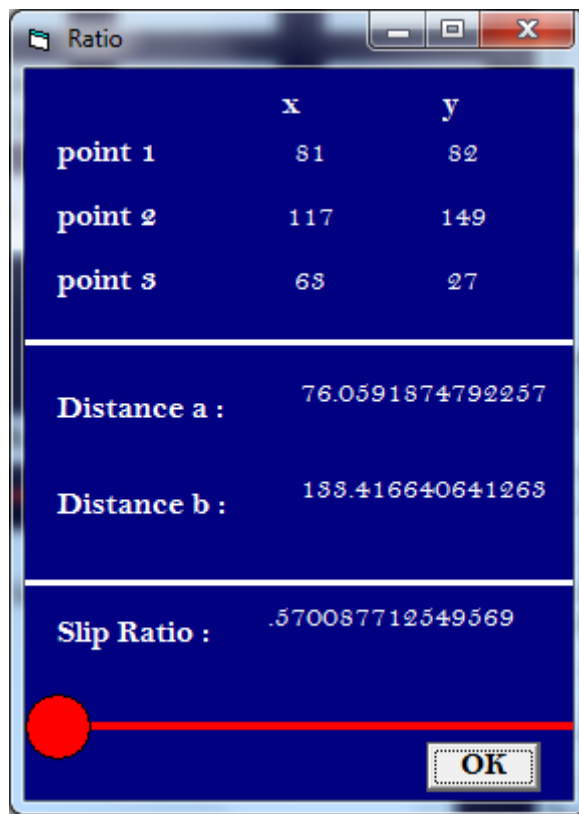 Ratio
x y
point 1 81 82
point 2 117 149
point 3 63 27
Distance a : 76.0591874792257
Distance b : 133.416640641263
Slip Ratio : .570087712549569
OK